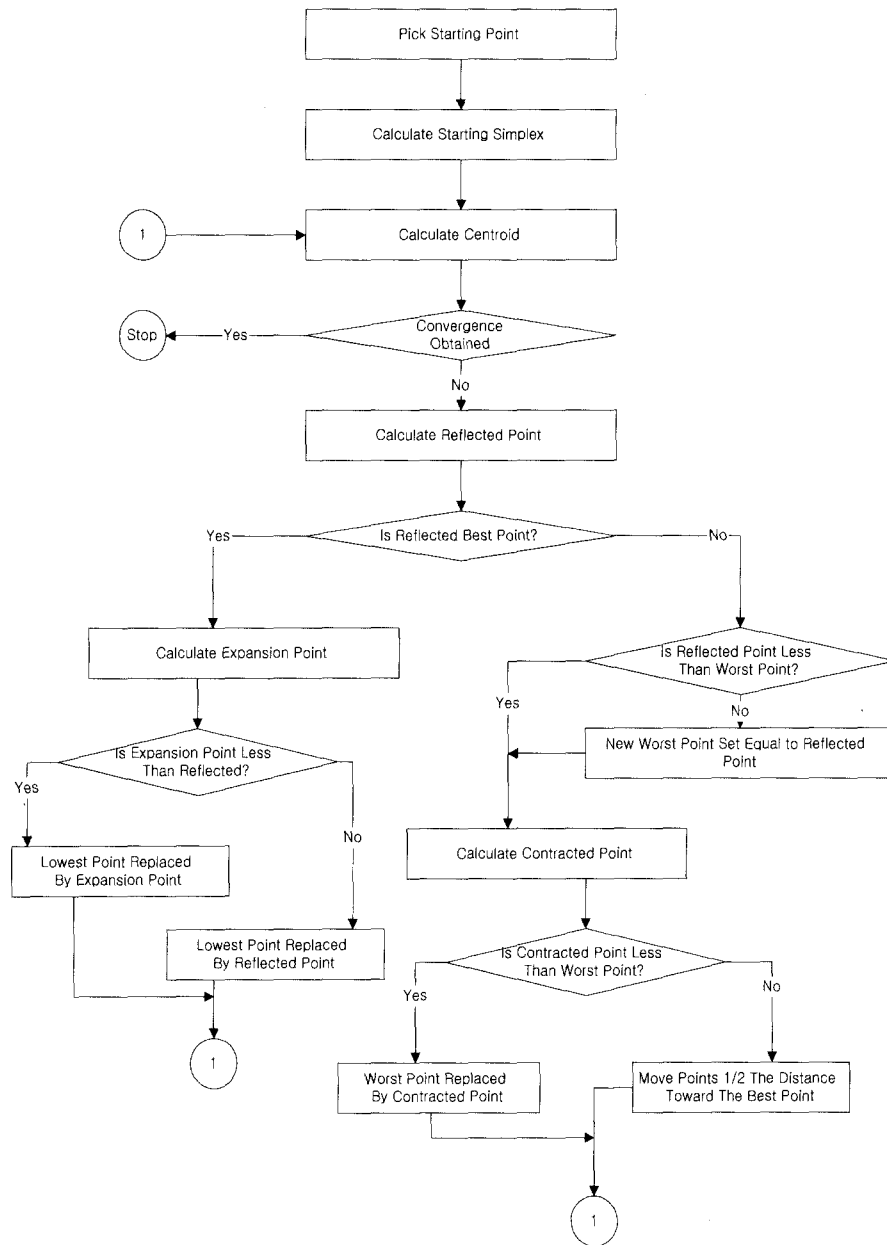 Pick Starting Point
Calculate Starting Simplex
1
Calculate Centroid
Convergence
Obtained
Yes
Stop
No
Calculate Reflected Point
Is Reflected Best Point?
Yes
No
Calculate Expansion Point
Is Reflected Point Less
Than Worst Point?
Yes
No
New Worst Point Set Equal to Reflected
Point
Is Expansion Point Less
Than Reflected?
Yes
No
Lowest Point Replaced
By Expansion Point
Calculate Contracted Point
Lowest Point Replaced
By Reflected Point
Is Contracted Point Less
Than Worst Point?
Yes
No
1
Worst Point Replaced
By Contracted Point
Move Points 1/2 The Distance
Toward The Best Point
1